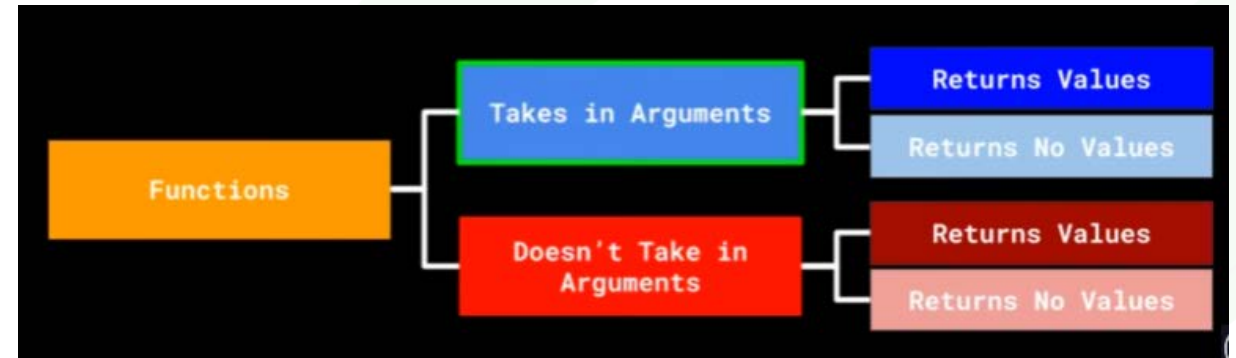 Functions
Takes in Arguments
Returns Values
Returns No Values
Doesn't Take in
Arguments
Returns Values
Returns No Values